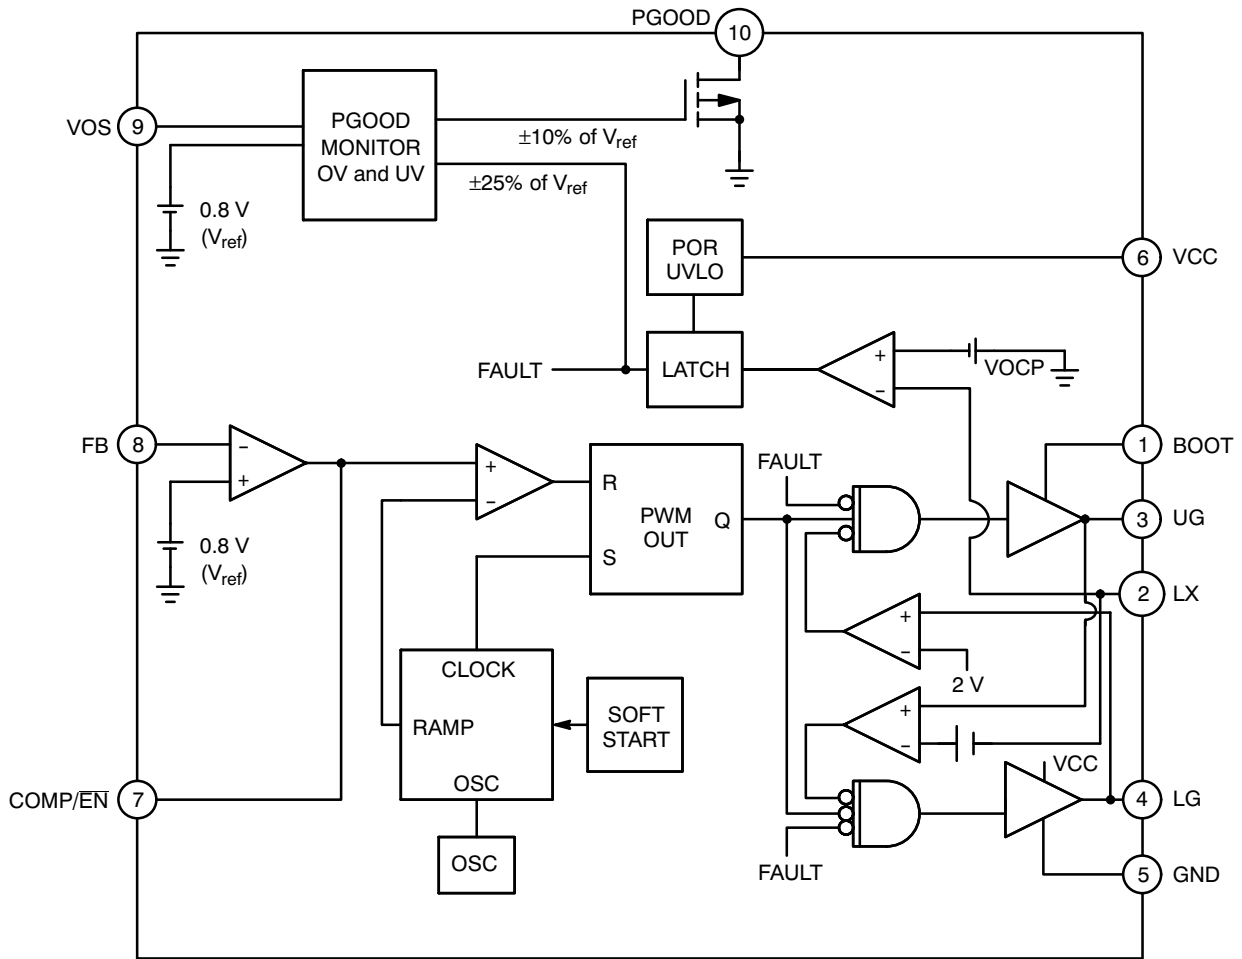 PGOOD
10
VOS
9
PGOOD
MONITOR
OV and UV
±10% of Vref
±25% of Vref
0.8 V
(Vref)
POR
UVLO
6
VCC
FAULT
LATCH
+
−
VOCP
FB
8
−
+
0.8 V
(Vref)
+
−
R
S
PWM
OUT
Q
FAULT
1
BOOT
3
UG
2
LX
+
−
2 V
CLOCK
RAMP
OSC
SOFT
START
+
−
VCC
COMP/E̅N̅
7
4
LG
OSC
FAULT
5
GND